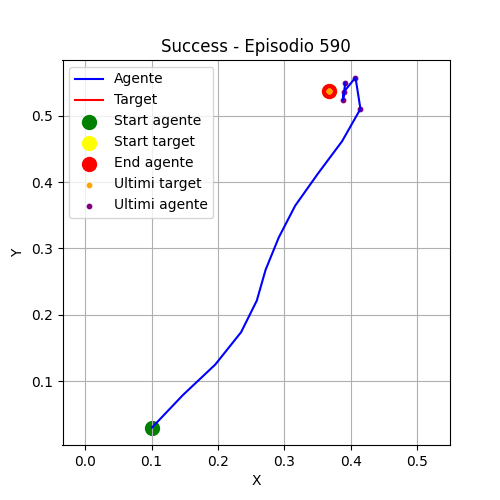 Success - Episodio 590
Agente
Target
Start agente
Start target
End agente
Ultimi target
Ultimi agente
Y
0.5
0.4
0.3
0.2
0.1
0.0 0.1 0.2 0.3 0.4 0.5
X